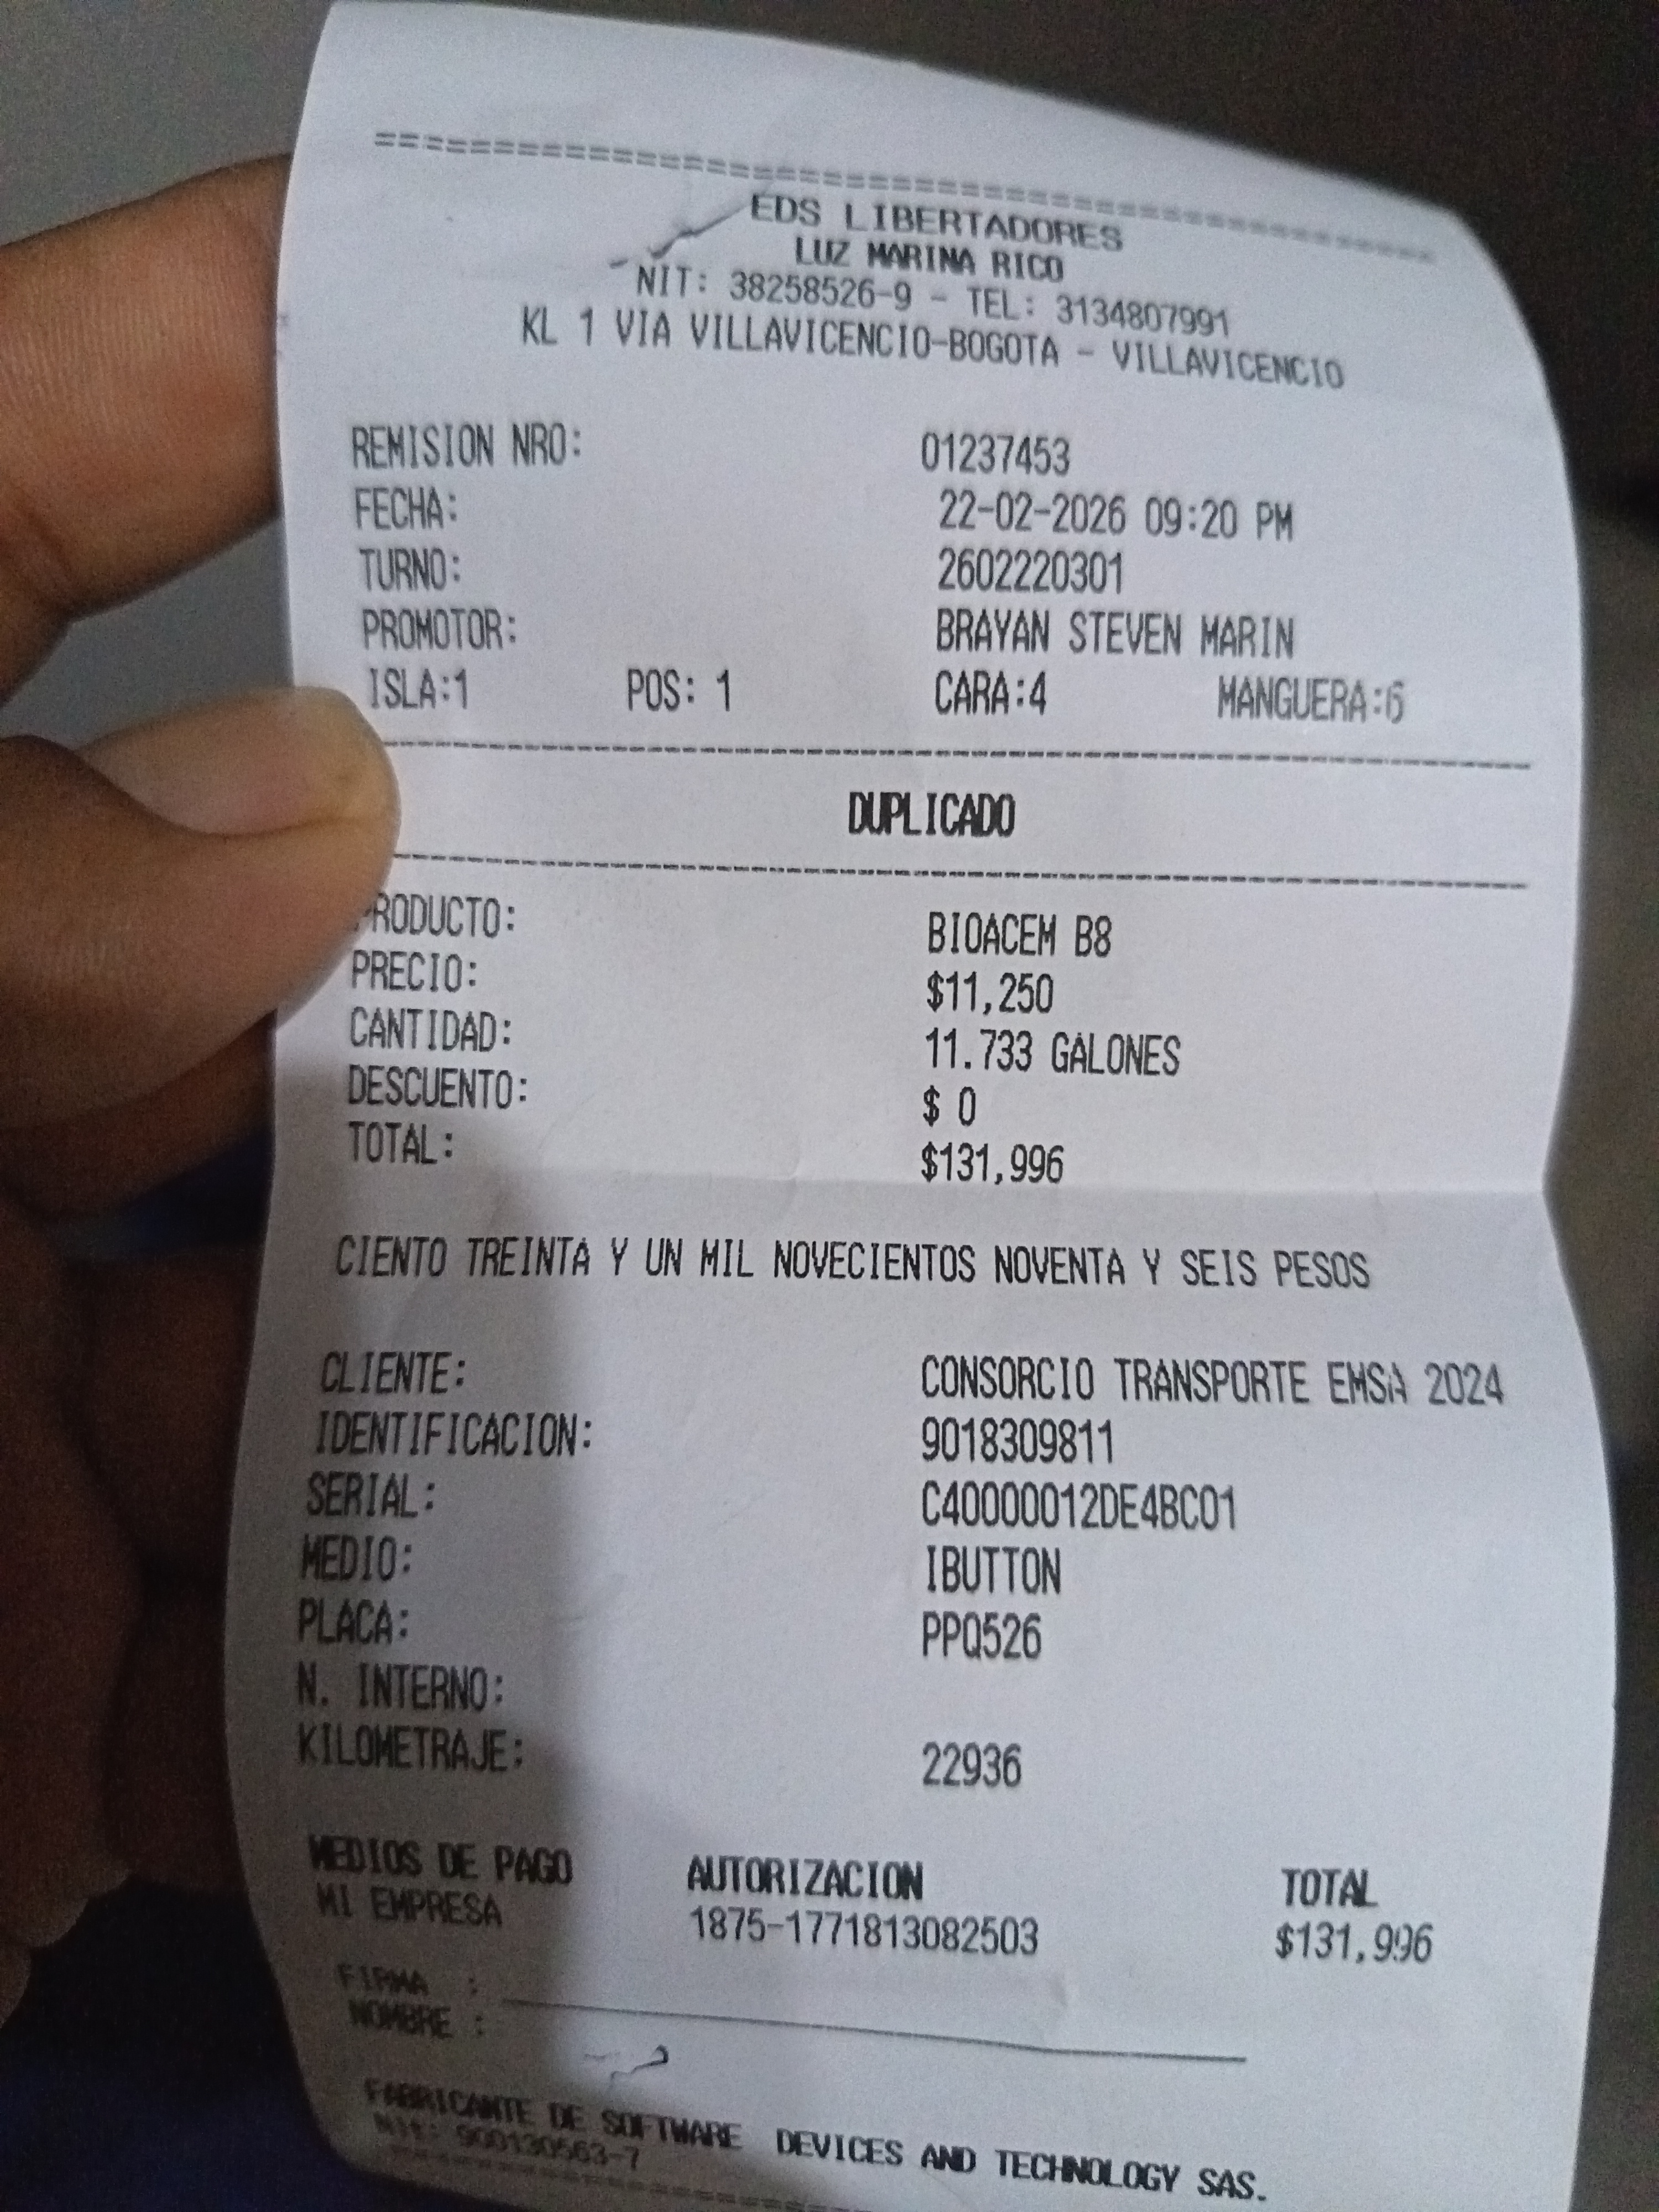 EDS LIBERTADORES
LUZ MARINA RICO
NIT: 38258526-9 - TEL: 3134807991
KL 1 VIA VILLAVICENCIO-BOGOTA - VILLAVICENCIO
REMISION NRO: 01237453
FECHA: 22-02-2026 09:20 PM
TURNO: 2602220301
PROMOTOR: BRAYAN STEVEN MARIN
ISLA:1 POS: 1 CARA:4 MANGUERA:6
DUPLICADO
PRODUCTO: BIOACEM B8
PRECIO: $11,250
CANTIDAD: 11.733 GALONES
DESCUENTO: $ 0
TOTAL: $131,996
CIENTO TREINTA Y UN MIL NOVECIENTOS NOVENTA Y SEIS PESOS
CLIENTE: CONSORCIO TRANSPORTE EMSA 2024
IDENTIFICACION: 9018309811
SERIAL: C40000012DE4BC01
MEDIO: IBUTTON
PLACA: PPQ526
N. INTERNO:
KILOMETRAJE: 22936
MEDIOS DE PAGO AUTORIZACION TOTAL
MI EMPRESA 1875-1771813082503 $131,996
FIRMA :
NOMBRE :
FABRICANTE DE SOFTWARE DEVICES AND TECHNOLOGY SAS.
Nit: 900130563-7